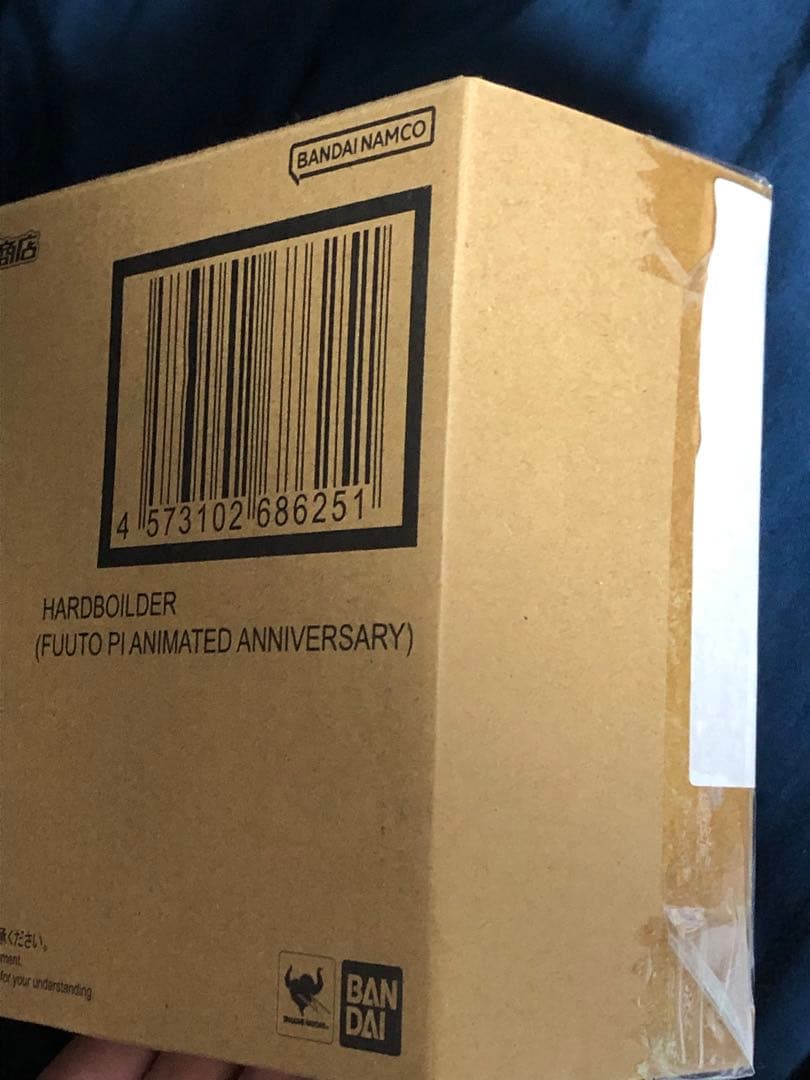 BANDAI NAMCO
商店
4 573102 686251
HARDBOILDER
(FUUTO PI ANIMATED ANNIVERSARY)
承ください。
ment.
for your understanding.
BAN
DAI